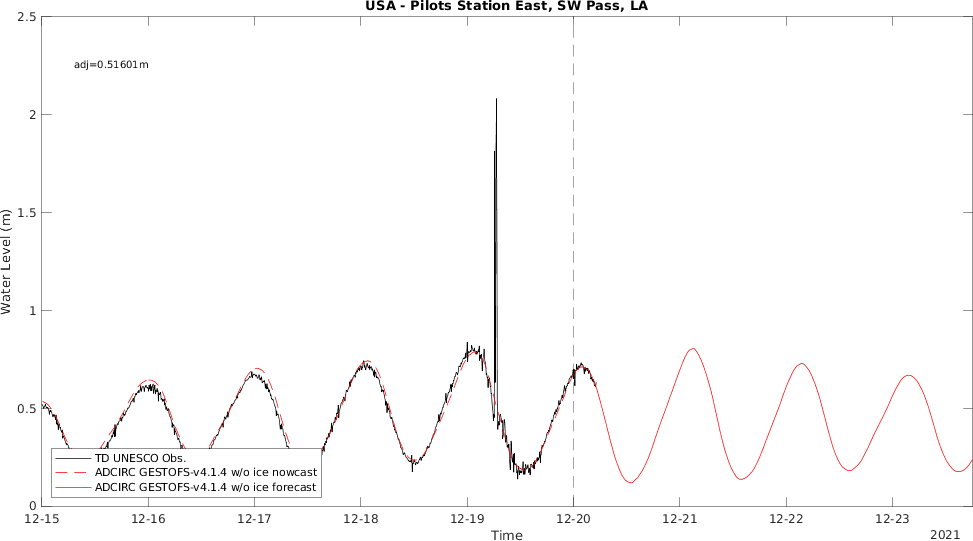 USA - Pilots Station East, SW Pass, LA
2.5
adj=0.51601m
2
1.5
Water Level (m)
1
0.5
TD UNESCO Obs.
ADCIRC GESTOFS-v4.1.4 w/o ice nowcast
ADCIRC GESTOFS-v4.1.4 w/o ice forecast
0
12-15 12-16 12-17 12-18 12-19 12-20 12-21 12-22 12-23
Time
2021